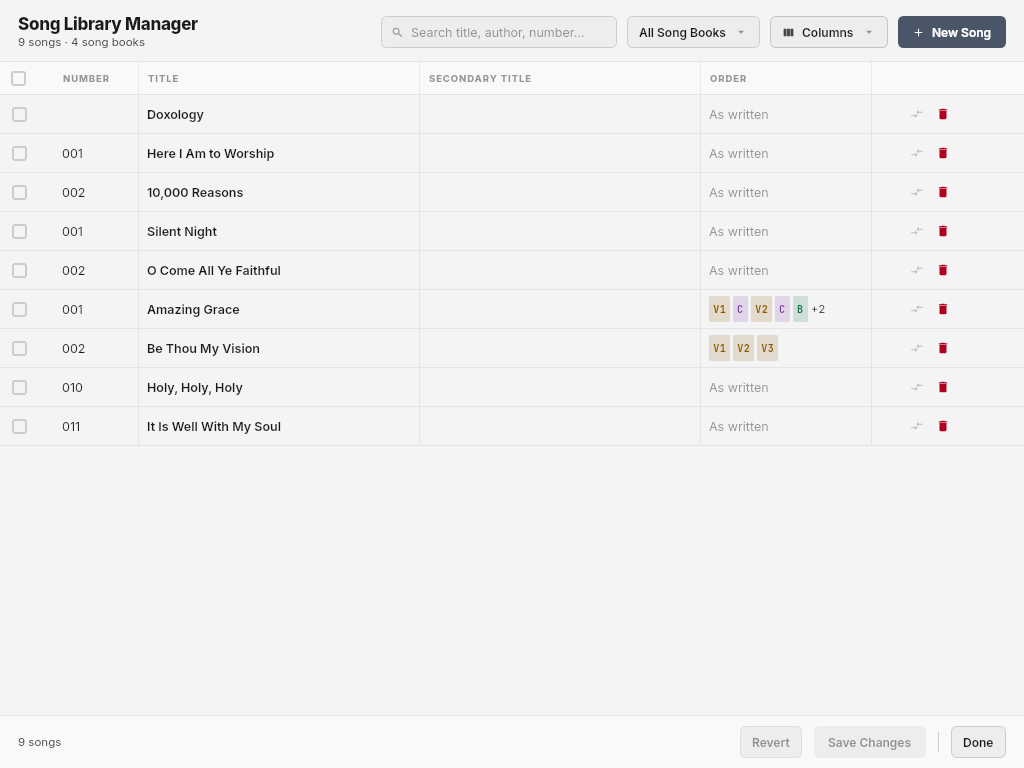 Song Library Manager
9 songs · 4 song books
Search title, author, number...
All Song Books
Columns
+ New Song
NUMBER TITLE SECONDARY TITLE ORDER
Doxology As written
001 Here I Am to Worship As written
002 10,000 Reasons As written
001 Silent Night As written
002 O Come All Ye Faithful As written
001 Amazing Grace V1 C V2 C B +2
002 Be Thou My Vision V1 V2 V3
010 Holy, Holy, Holy As written
011 It Is Well With My Soul As written
9 songs
Revert
Save Changes
Done